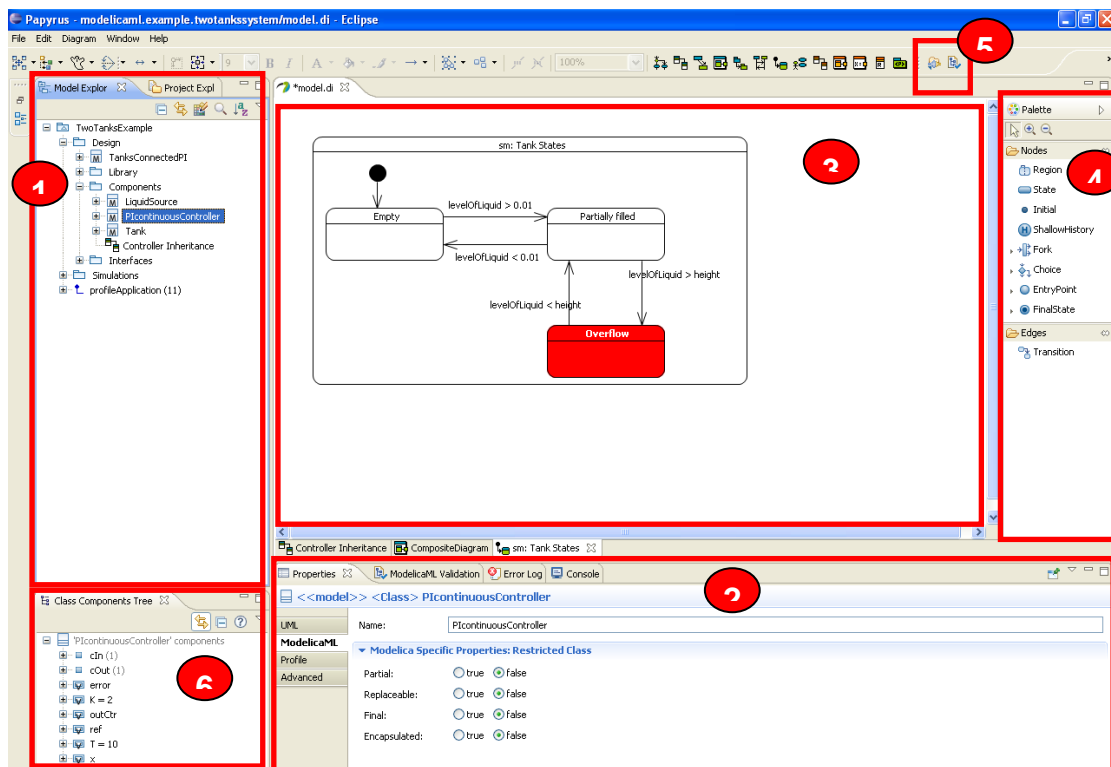 Papyrus - modelicaml.example.twotankssystem/model.di - Eclipse
File Edit Diagram Window Help
9 B I A 100%
5
Model Explor Project Expl
*model.di
Palette
TwoTanksExample
Design
TanksConnectedPI
Library
Components
LiquidSource
PIcontinuousController
Tank
Controller Inheritance
Interfaces
Simulations
profileApplication (11)
1
sm: Tank States
Empty
levelOfLiquid > 0.01
Partially filled
levelOfLiquid < 0.01
levelOfLiquid > height
levelOfLiquid < height
Overflow
3
Nodes
Region
State
Initial
ShallowHistory
Fork
Choice
EntryPoint
FinalState
Edges
Transition
4
Controller Inheritance CompositeDiagram sm: Tank States
Properties ModelicaML Validation Error Log Console
2
<<model>> <Class> PIcontinuousController
UML
ModelicaML
Profile
Advanced
Name: PIcontinuousController
Modelica Specific Properties: Restricted Class
Partial: true false
Replaceable: true false
Final: true false
Encapsulated: true false
Class Components Tree
'PIcontinuousController' components
cIn (1)
cOut (1)
error
K = 2
outCtr
ref
T = 10
x
6